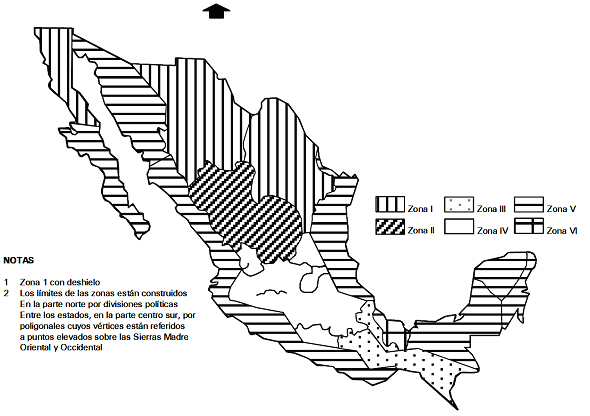 Zona I
Zona III
Zona V
Zona II
Zona IV
Zona VI
NOTAS
1 Zona 1 con deshielo
2 Los límites de las zonas están construidos
En la parte norte por divisiones políticas
Entre los estados, en la parte centro sur, por
poligonales cuyos vértices están referidos
a puntos elevados sobre las Sierras Madre
Oriental y Occidental